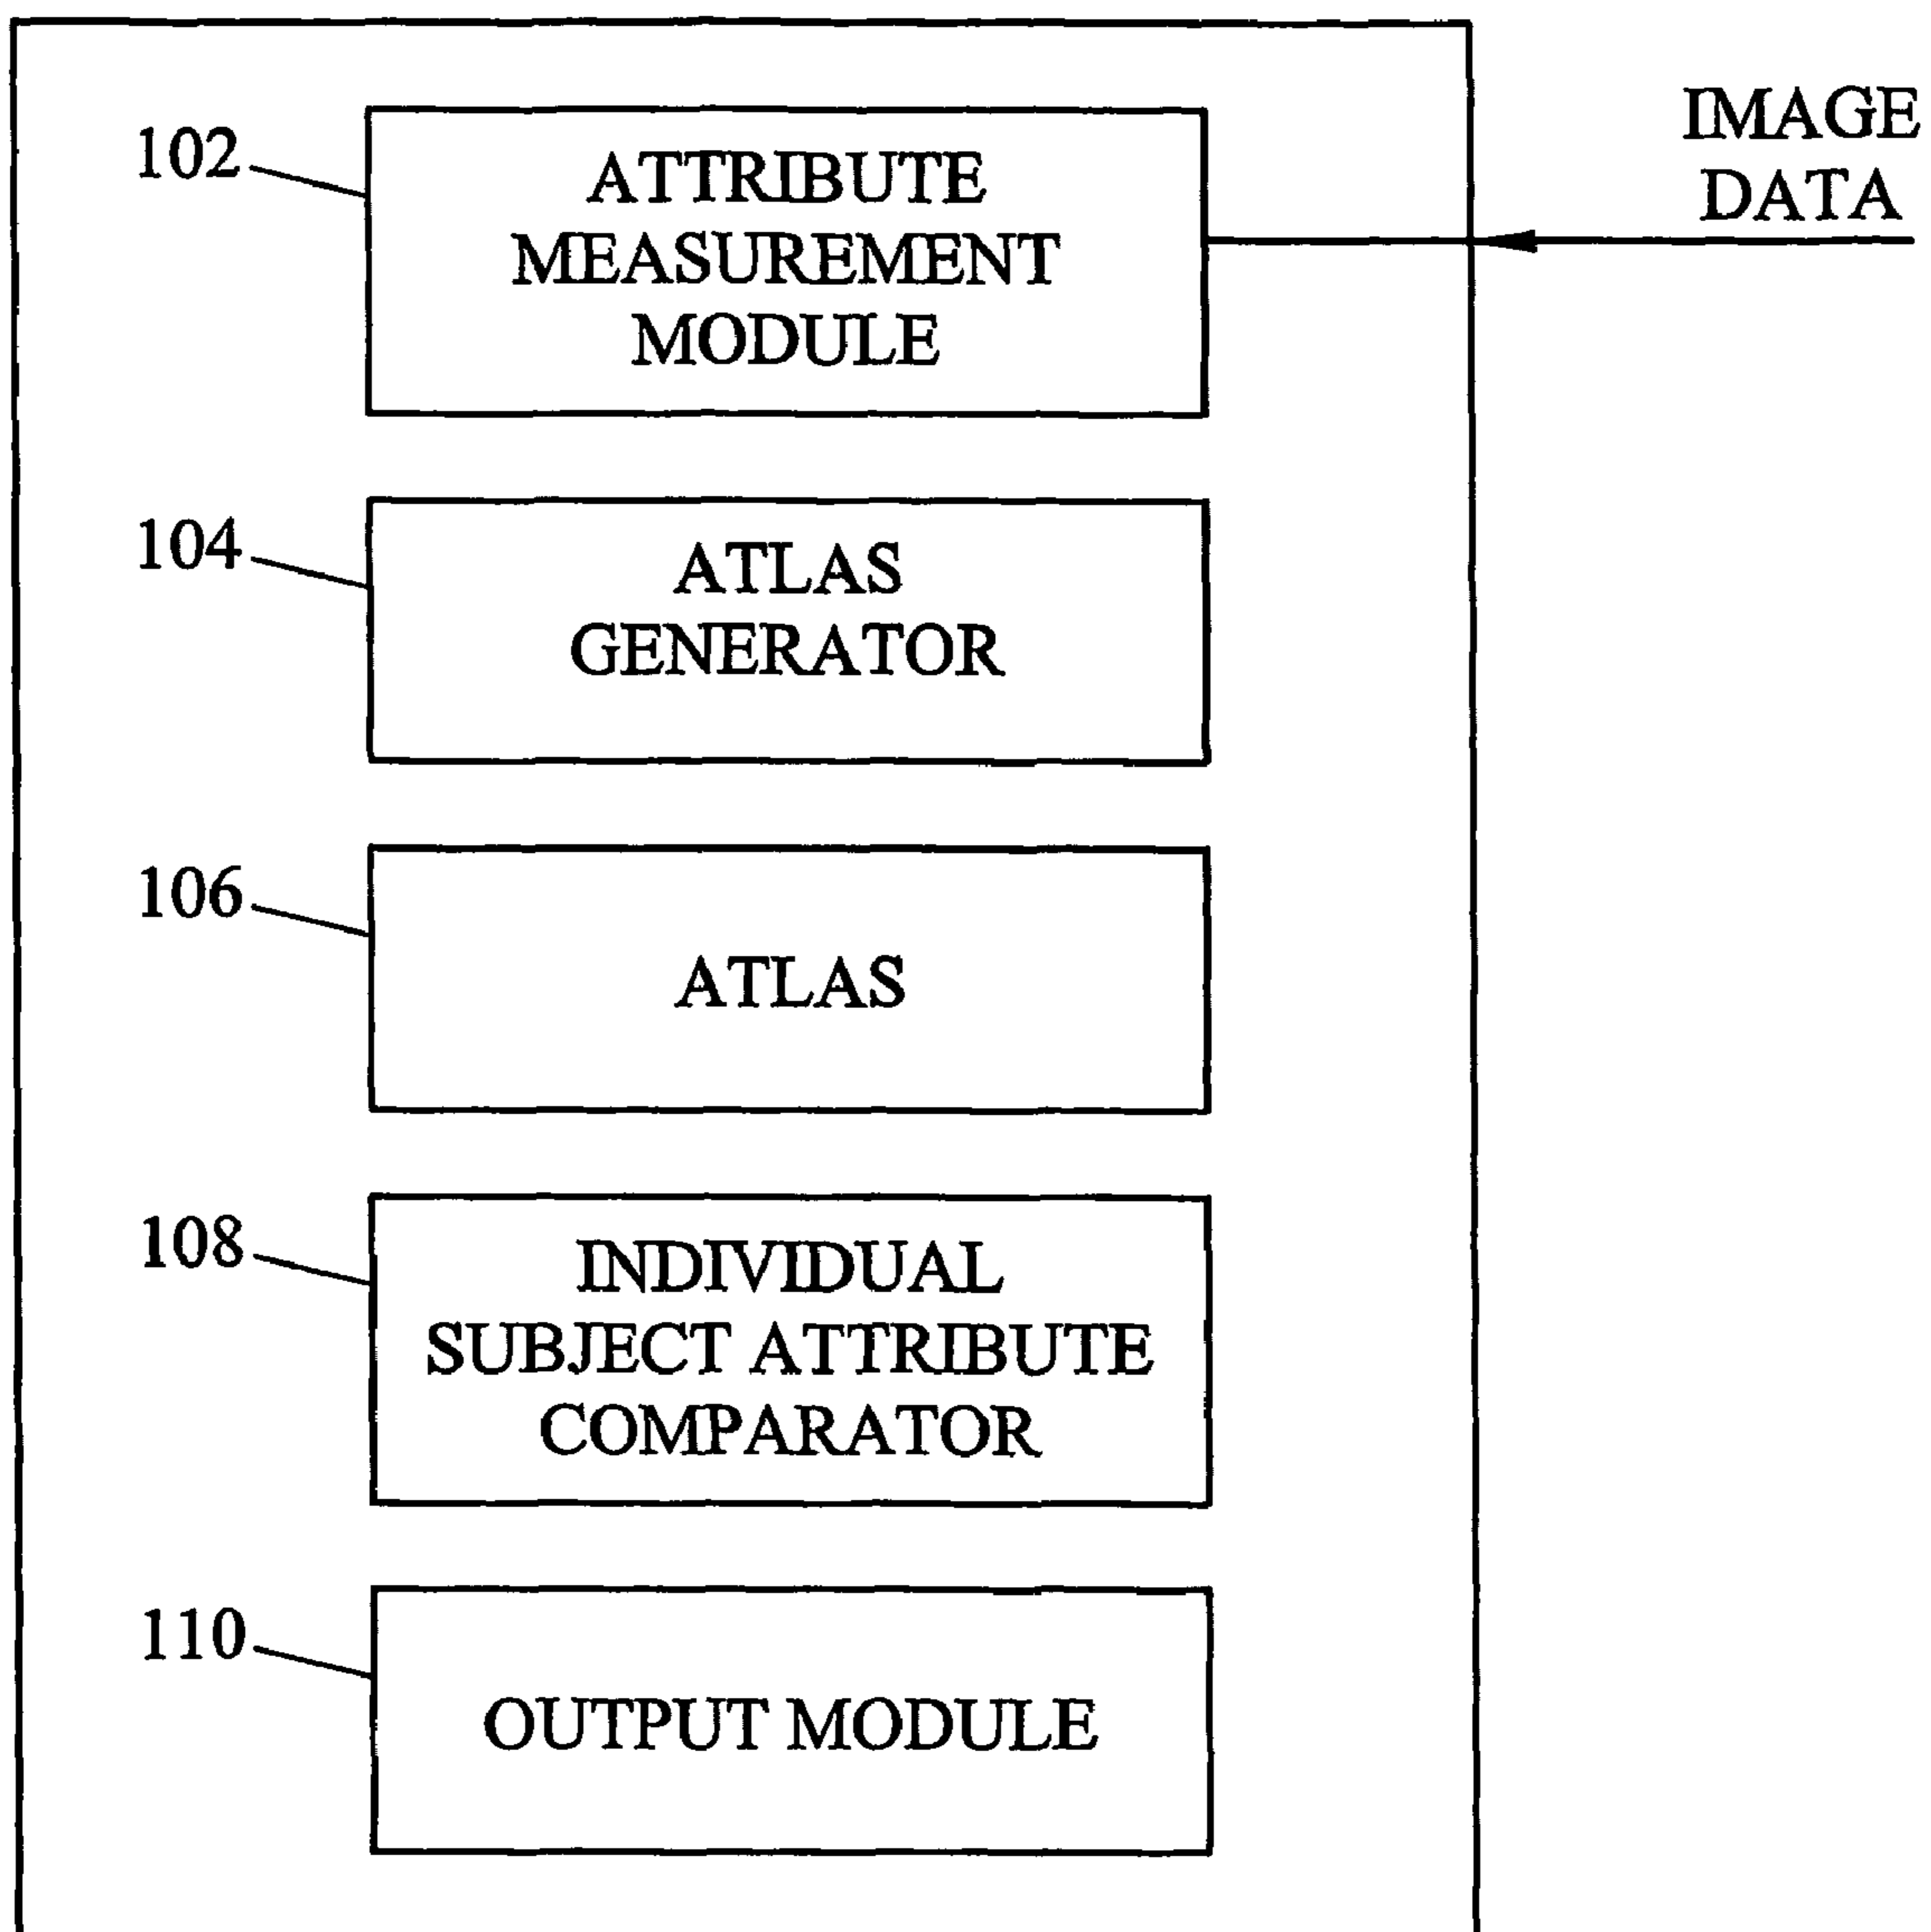 IMAGE
DATA
102
ATTRIBUTE
MEASUREMENT
MODULE
104
ATLAS
GENERATOR
106
ATLAS
108
INDIVIDUAL
SUBJECT ATTRIBUTE
COMPARATOR
110
OUTPUT MODULE